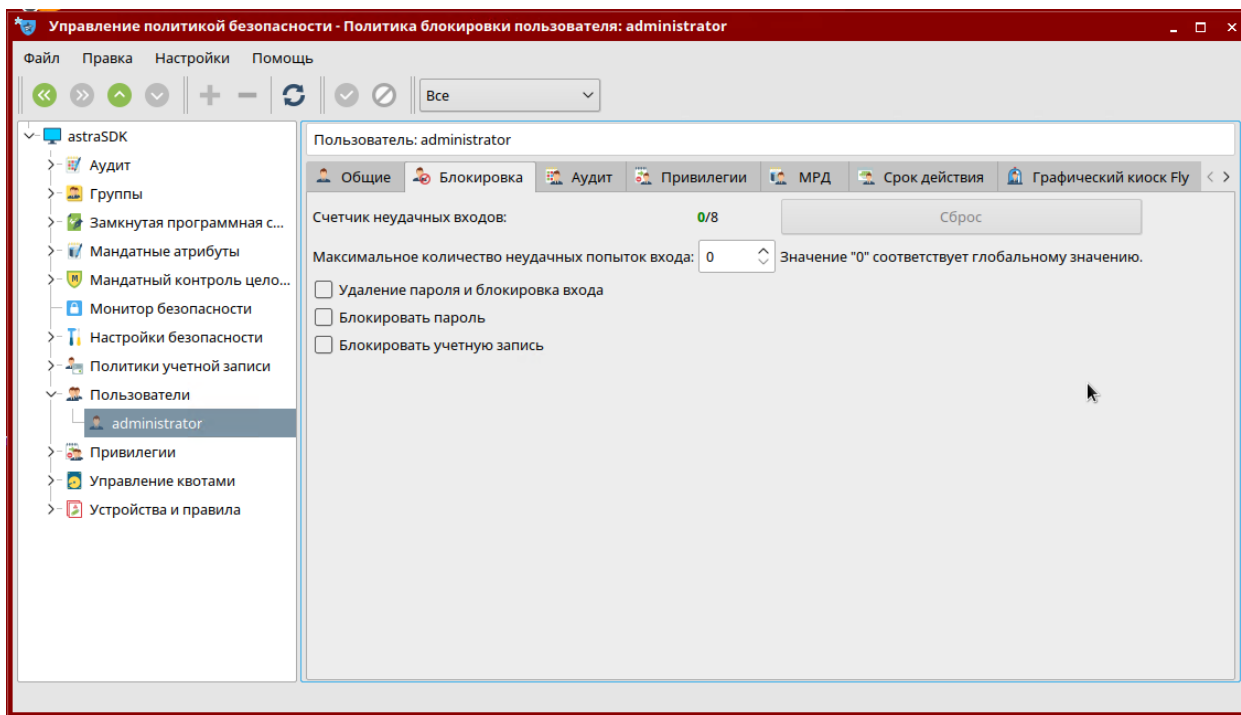 Управление политикой безопасности - Политика блокировки пользователя: administrator
Файл Правка Настройки Помощь
Все
astraSDK
Аудит
Группы
Замкнутая программная с...
Мандатные атрибуты
Мандатный контроль цело...
Монитор безопасности
Настройки безопасности
Политики учетной записи
Пользователи
administrator
Привилегии
Управление квотами
Устройства и правила
Пользователь: administrator
Общие Блокировка Аудит Привилегии МРД Срок действия Графический киоск Fly
Счетчик неудачных входов: 0/8 Сброс
Максимальное количество неудачных попыток входа: 0 Значение "0" соответствует глобальному значению.
Удаление пароля и блокировка входа
Блокировать пароль
Блокировать учетную запись